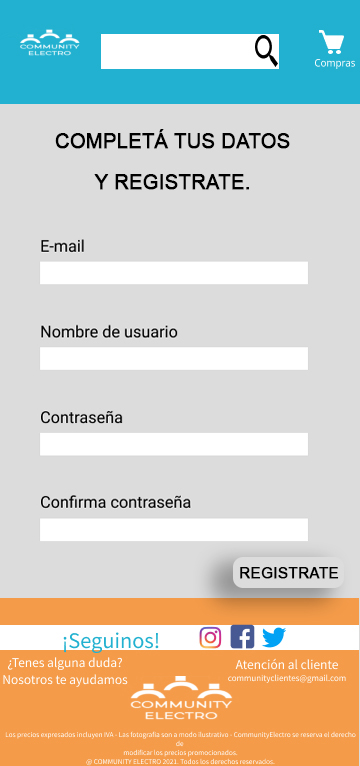 COMMUNITY
ELECTRO
Compras
COMPLETÁ TUS DATOS
Y REGISTRATE.
E-mail
Nombre de usuario
Contraseña
Confirma contraseña
REGISTRATE
¡Seguinos!
¿Tenes alguna duda?
Nosotros te ayudamos
Atención al cliente
communityclientes@gmail.com
COMMUNITY
ELECTRO
Los precios expresados incluyen IVA - Las fotografia son a modo ilustrativo - CommunityElectro se reserva el derecho
de
modificar los precios promocionados.
@ COMMUNITY ELECTRO 2021. Todos los derechos reservados.